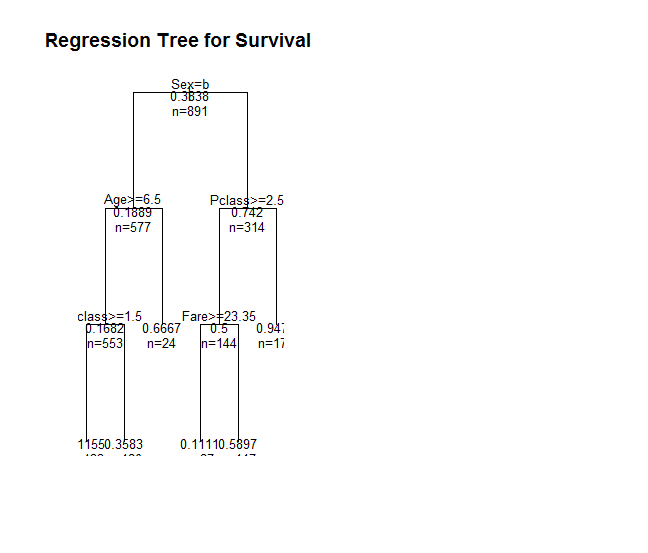 Regression Tree for Survival
Sex=b
0.3838
n=891
Age>=6.5 Pclass>=2.5
0.1889 0.742
n=577 n=314
class>=1.5 Fare>=23.35
0.1682 0.6667 0.5 0.947
n=553 n=24 n=144 n=17
1155 0.3583 0.1111 0.5897